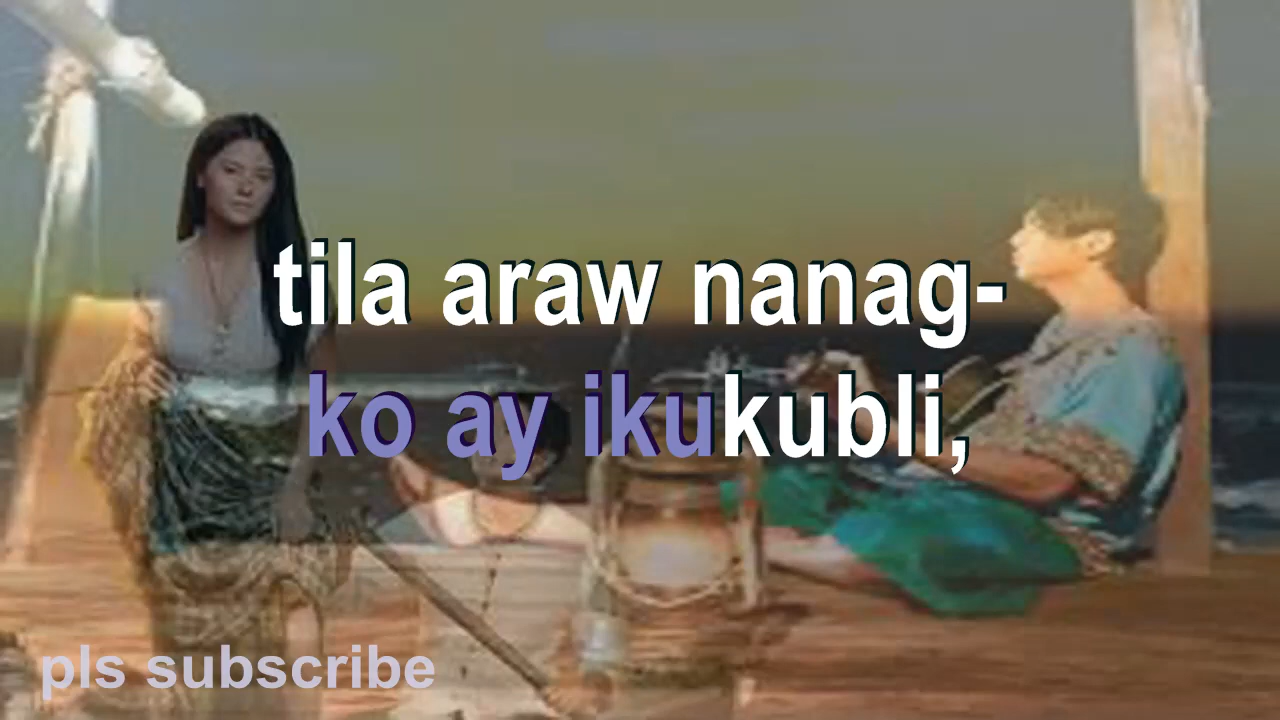 tila araw nanag-
ko ay ikukubli,
pls subscribe